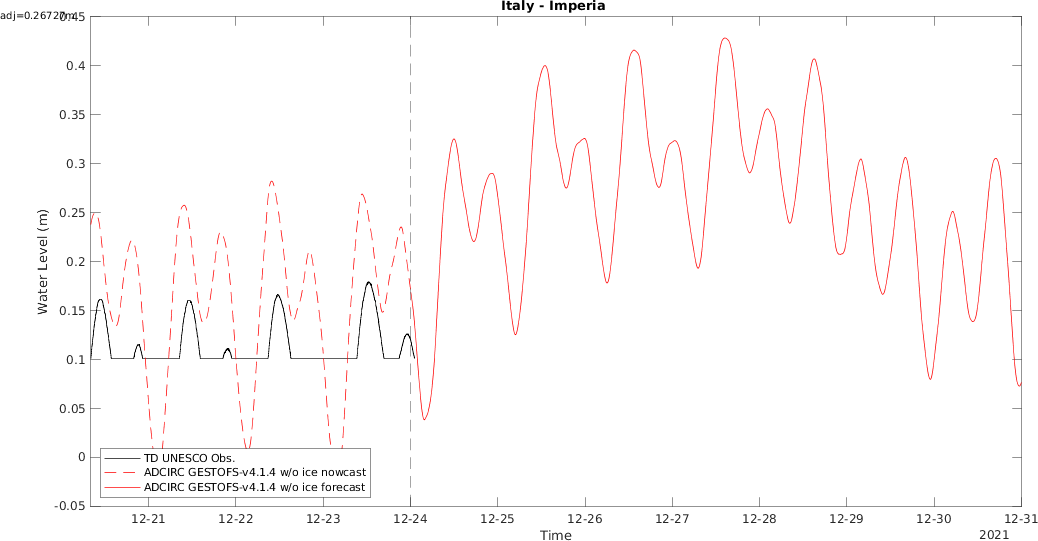 Italy - Imperia
adj=0.26727m
0.45
0.4
0.35
0.3
0.25
0.2
0.15
0.1
0.05
0
-0.05
Water Level (m)
TD UNESCO Obs.
ADCIRC GESTOFS-v4.1.4 w/o ice nowcast
ADCIRC GESTOFS-v4.1.4 w/o ice forecast
12-21 12-22 12-23 12-24 12-25 12-26 12-27 12-28 12-29 12-30 12-31
Time
2021